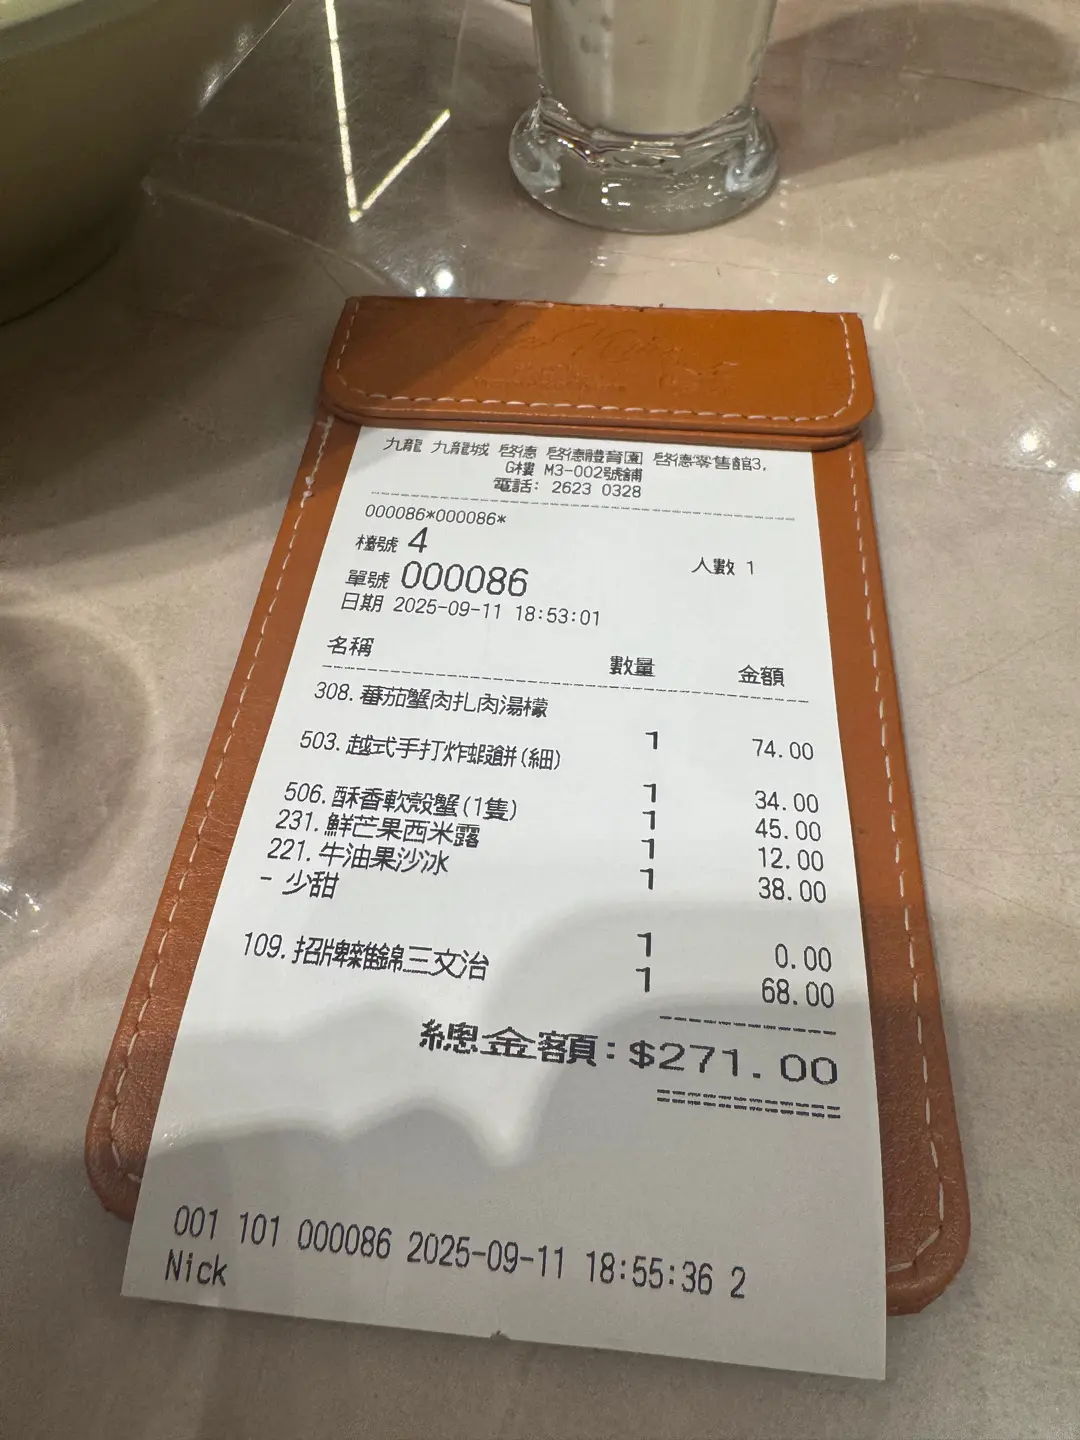 九龍 九龍城 啓德 啓德體育園 啓德零售館3,
G樓 M3-002號舖
電話: 2623 0328
000086*000086*
檯號 4 人數 1
單號 000086
日期 2025-09-11 18:53:01
名稱 數量 金額
308. 蕃茄蟹肉扎肉湯檬
1 74.00
503. 越式手打炸蝦餅(細)
1 34.00
506. 酥香軟殼蟹(1隻) 1 45.00
231. 鮮芒果西米露 1 12.00
221. 牛油果沙冰 1 38.00
- 少甜
1 0.00
109. 招牌雜錦三文治 1 68.00
總金額: $271.00
001 101 000086 2025-09-11 18:55:36 2
Nick